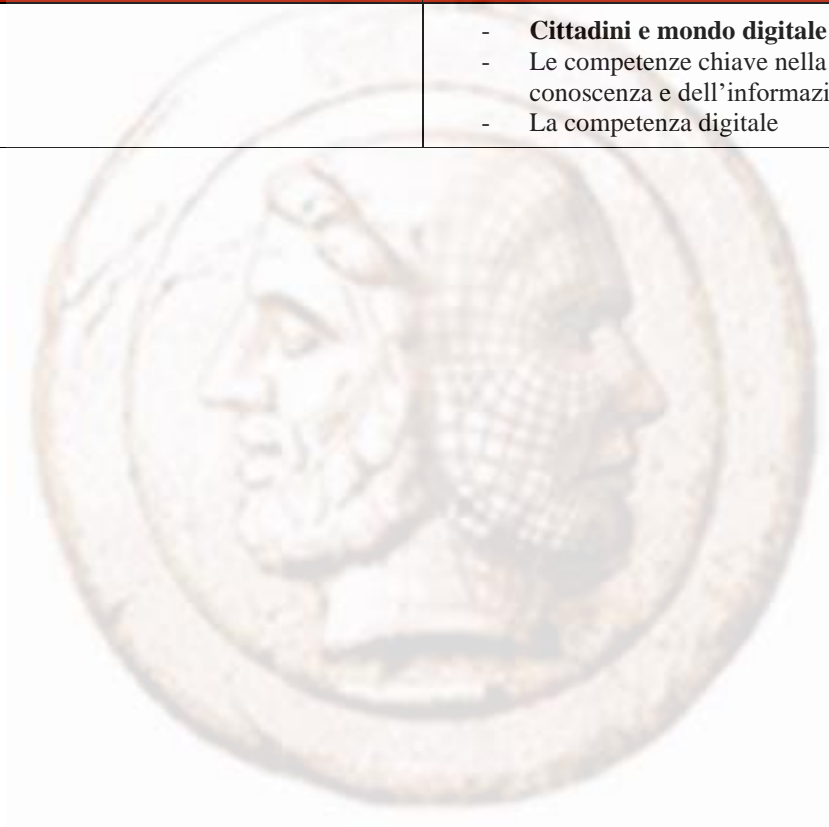 - Cittadini e mondo digitale
- Le competenze chiave nella
conoscenza e dell’informazi
- La competenza digitale